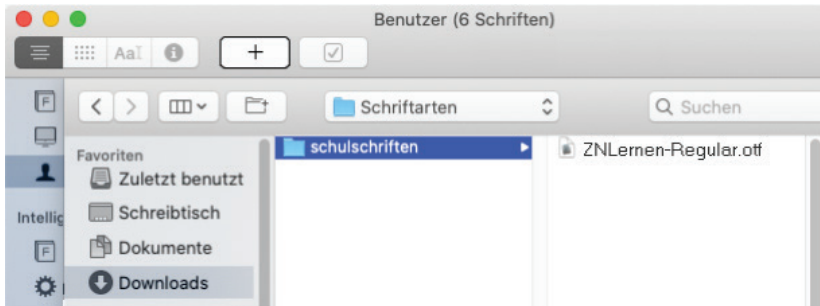 Benutzer (6 Schriften)
Schriftarten
Suchen
Favoriten
Zuletzt benutzt
Schreibtisch
Dokumente
Downloads
Intellig
schulschriften
ZNLernen-Regular.otf